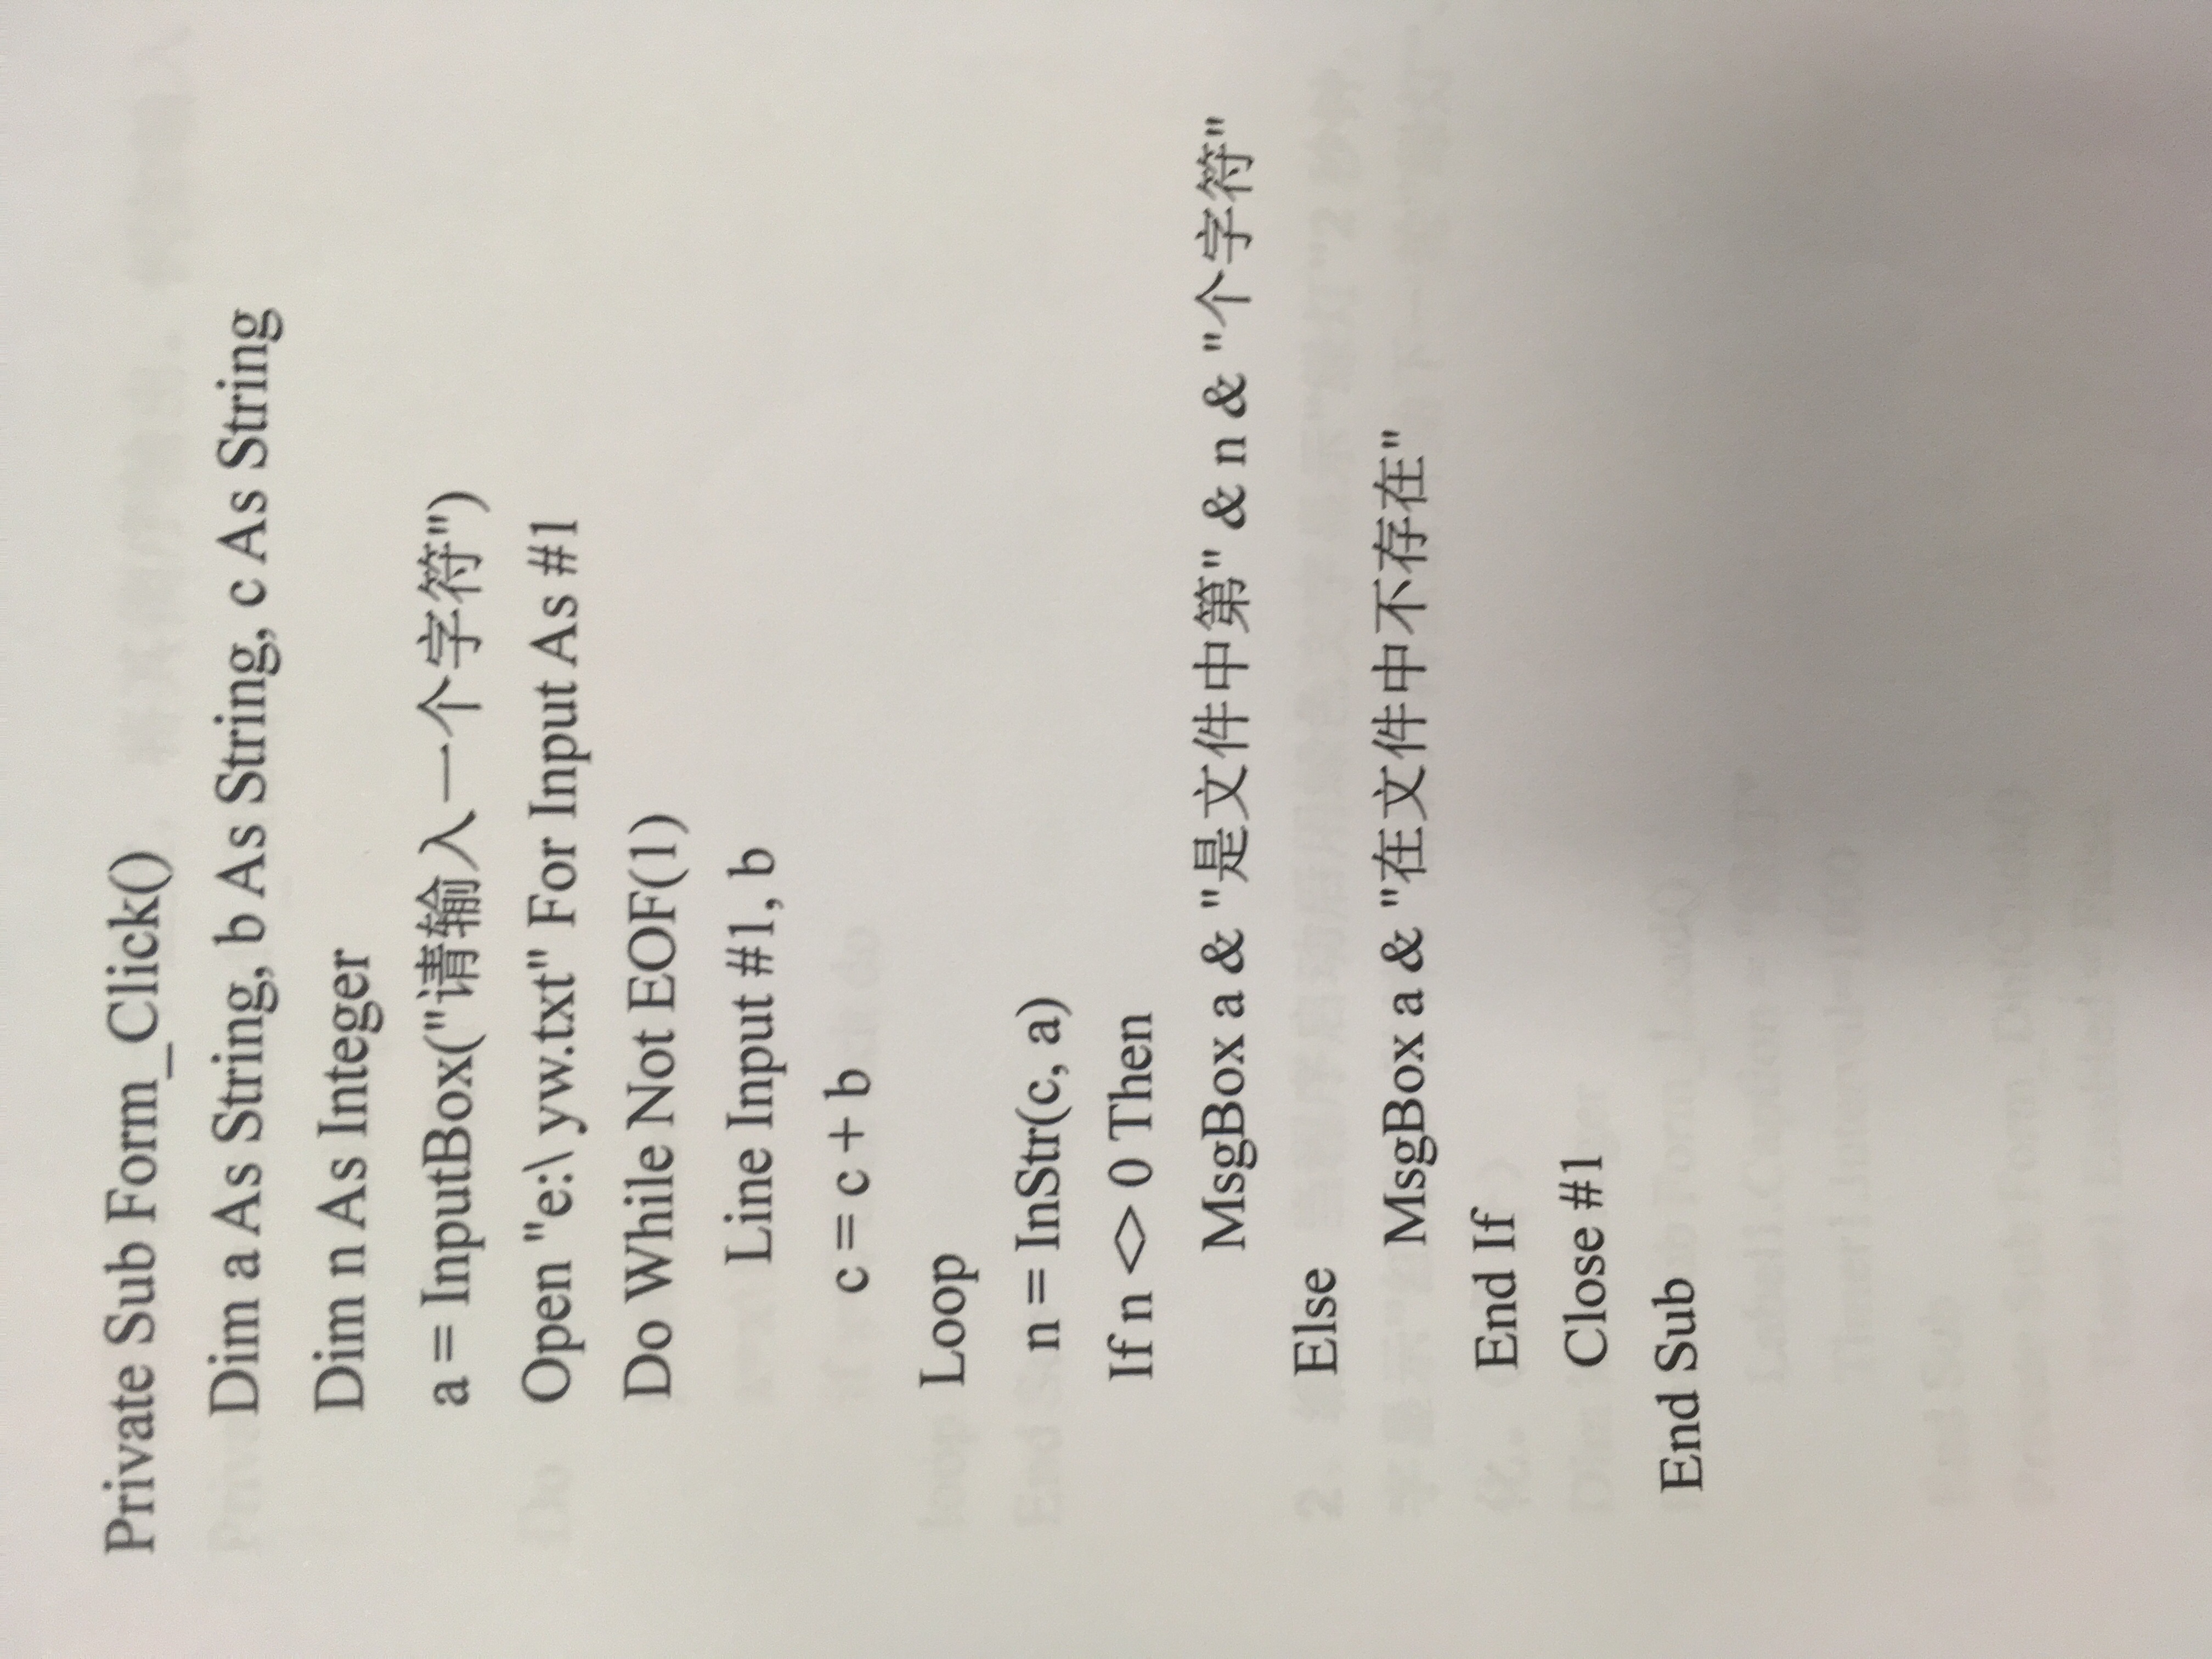 Private Sub Form_Click()
Dim a As String, b As String, c As String
Dim n As Integer
a = InputBox("请输入一个字符")
Open "e:\ yw.txt" For Input As #1
Do While Not EOF(1)
Line Input #1, b
c = c + b
Loop
n = InStr(c, a)
If n <> 0 Then
MsgBox a & "是文件中第" & n & "个字符"
Else
MsgBox a & "在文件中不存在"
End If
Close #1
End Sub